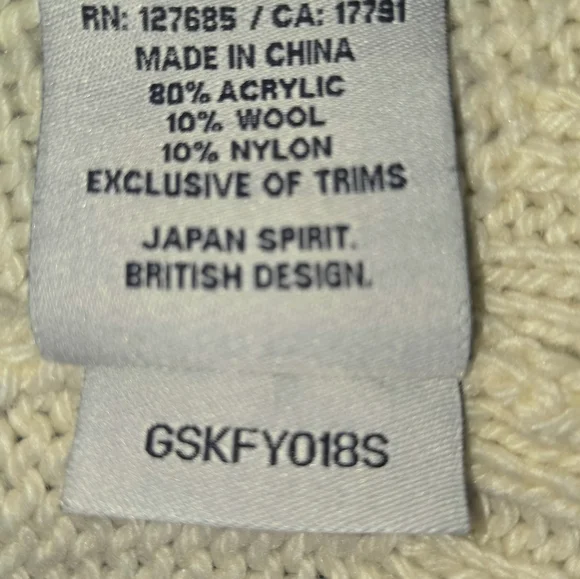 RN: 127685 / CA: 17791
MADE IN CHINA
80% ACRYLIC
10% WOOL
10% NYLON
EXCLUSIVE OF TRIMS
JAPAN SPIRIT.
BRITISH DESIGN.
GSKFY018S